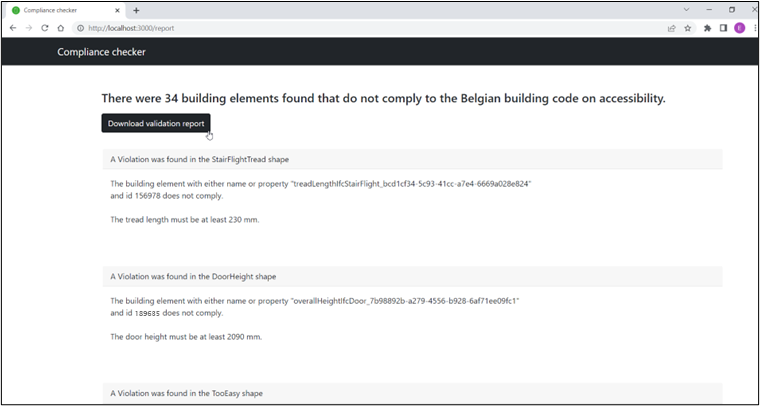 Compliance checker
http://localhost:3000/report
E
Compliance checker
There were 34 building elements found that do not comply to the Belgian building code on accessibility.
Download validation report
A Violation was found in the StairFlightTread shape
The building element with either name or property "treadLengthIfcStairFlight_bcd1cf34-5c93-41cc-a7e4-6669a028e824"
and id 156978 does not comply.
The tread length must be at least 230 mm.
A Violation was found in the DoorHeight shape
The building element with either name or property "overallHeightIfcDoor_7b98892b-a279-4556-b928-6af71ee09fc1"
and id 189685 does not comply.
The door height must be at least 2090 mm.
A Violation was found in the TooEasy shape